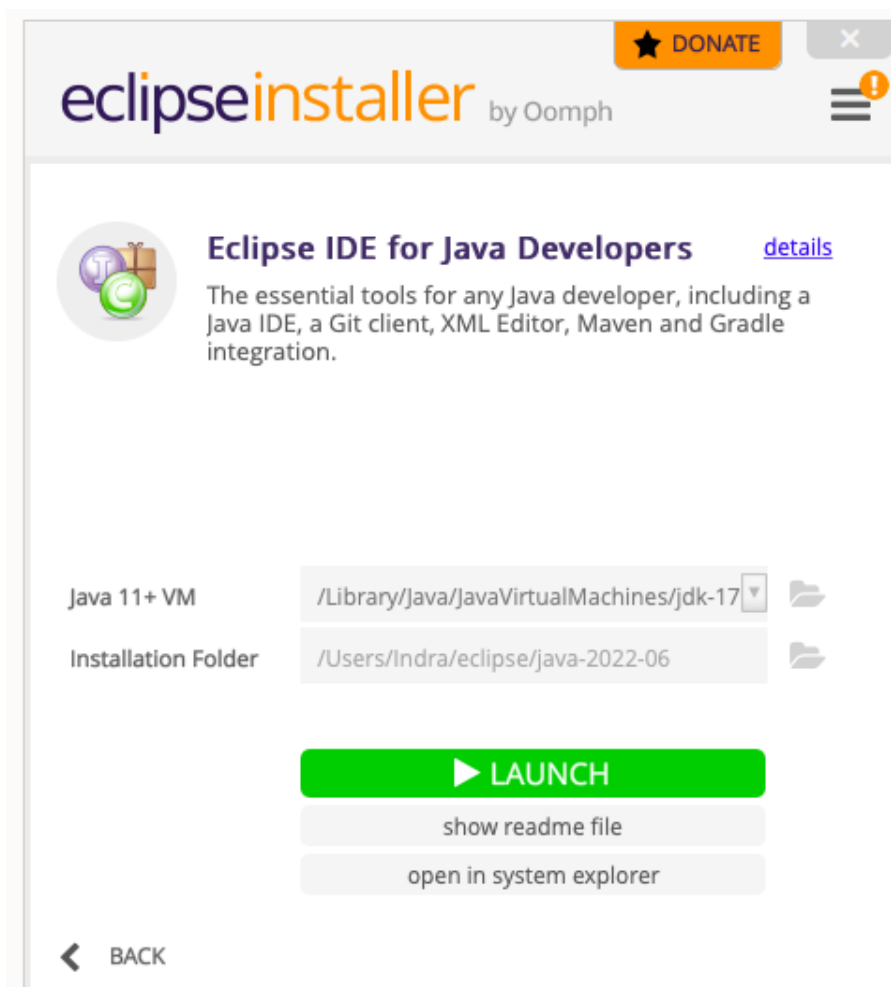 DONATE
eclipseinstaller by Oomph
Eclipse IDE for Java Developers details
The essential tools for any Java developer, including a
Java IDE, a Git client, XML Editor, Maven and Gradle
integration.
Java 11+ VM /Library/Java/JavaVirtualMachines/jdk-17
Installation Folder /Users/Indra/eclipse/java-2022-06
LAUNCH
show readme file
open in system explorer
BACK